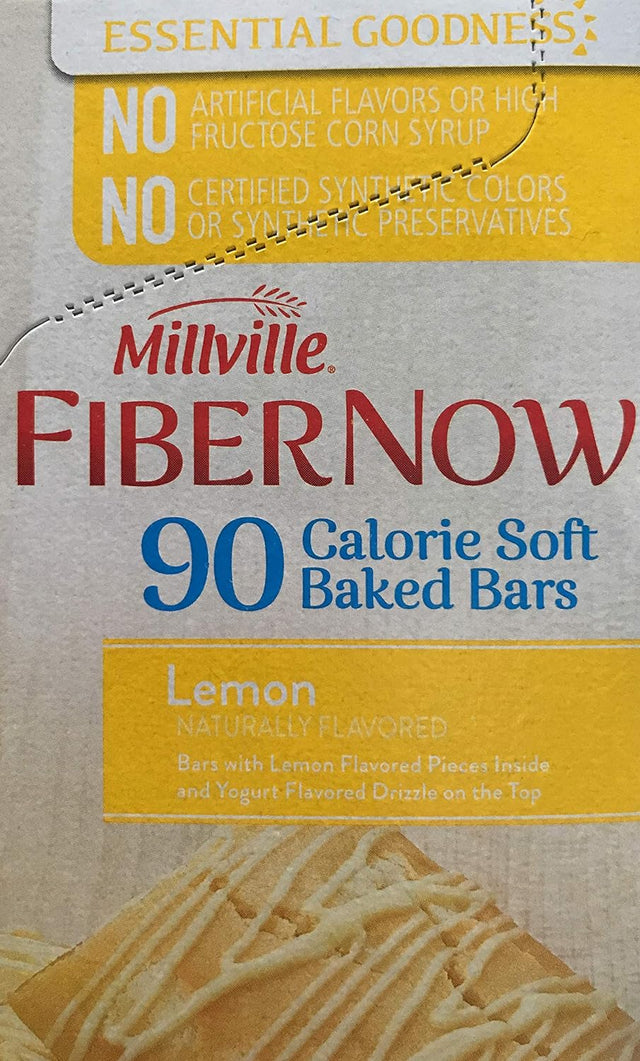 ESSENTIAL GOODNESS
NO ARTIFICIAL FLAVORS OR HIGH
FRUCTOSE CORN SYRUP
NO CERTIFIED SYNTHETIC COLORS
OR SYNTHETIC PRESERVATIVES
Millville®
FIBERNOW
90 Calorie Soft
Baked Bars
Lemon
NATURALLY FLAVORED
Bars with Lemon Flavored Pieces Inside
and Yogurt Flavored Drizzle on the Top